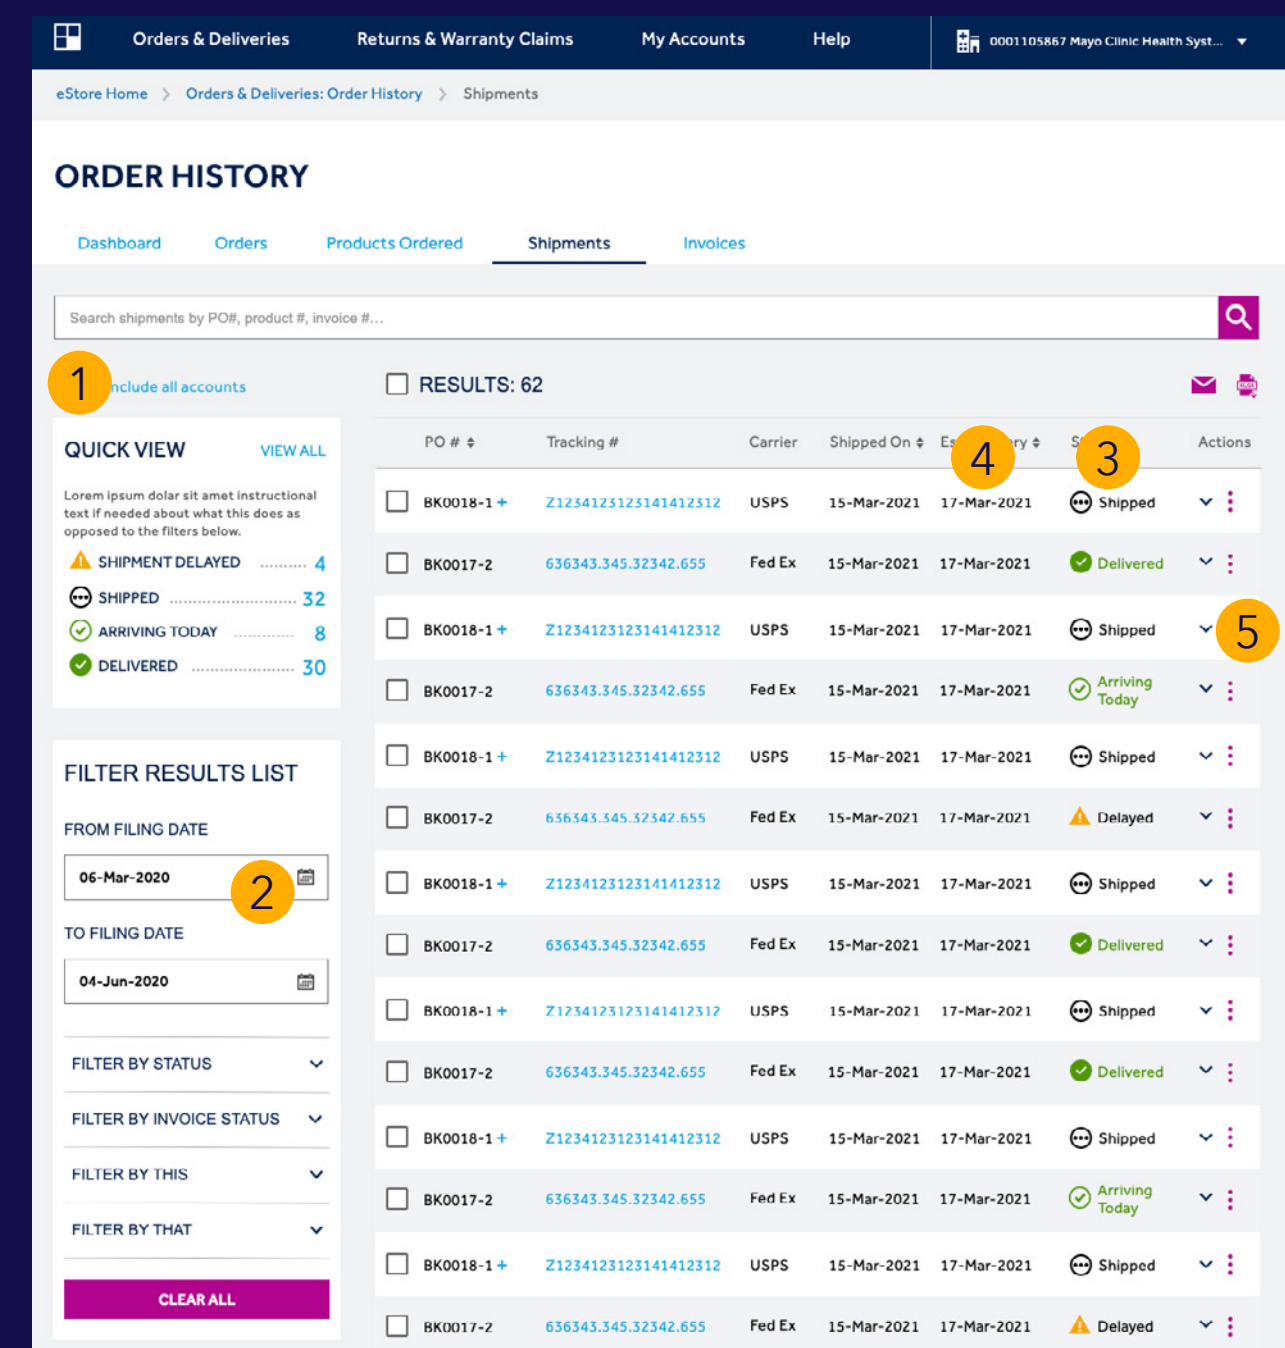 Orders & Deliveries Returns & Warranty Claims My Accounts Help 0001105867 Mayo Clinic Health Syst...
eStore Home > Orders & Deliveries: Order History > Shipments
ORDER HISTORY
Dashboard Orders Products Ordered Shipments Invoices
Search shipments by PO#, product #, invoice #...
1 nclude all accounts
QUICK VIEW VIEW ALL
Lorem ipsum dolar sit amet instructional
text if needed about what this does as
opposed to the filters below.
SHIPMENT DELAYED .......... 4
SHIPPED .......................... 32
ARRIVING TODAY ............ 8
DELIVERED ..................... 30
FILTER RESULTS LIST
FROM FILING DATE
06-Mar-2020 2
TO FILING DATE
04-Jun-2020
FILTER BY STATUS
FILTER BY INVOICE STATUS
FILTER BY THIS
FILTER BY THAT
CLEAR ALL
RESULTS: 62
XLSX
PO # Tracking # Carrier Shipped On Es 4 ry S 3 Actions
BK0018-1 + Z1234123123141412312 USPS 15-Mar-2021 17-Mar-2021 Shipped
BK0017-2 636343.345.32342.655 Fed Ex 15-Mar-2021 17-Mar-2021 Delivered
BK0018-1 + Z1234123123141412312 USPS 15-Mar-2021 17-Mar-2021 Shipped 5
BK0017-2 636343.345.32342.655 Fed Ex 15-Mar-2021 17-Mar-2021 Arriving
Today
BK0018-1 + Z1234123123141412312 USPS 15-Mar-2021 17-Mar-2021 Shipped
BK0017-2 636343.345.32342.655 Fed Ex 15-Mar-2021 17-Mar-2021 Delayed
BK0018-1 + Z1234123123141412312 USPS 15-Mar-2021 17-Mar-2021 Shipped
BK0017-2 636343.345.32342.655 Fed Ex 15-Mar-2021 17-Mar-2021 Delivered
BK0018-1 + Z1234123123141412312 USPS 15-Mar-2021 17-Mar-2021 Shipped
BK0017-2 636343.345.32342.655 Fed Ex 15-Mar-2021 17-Mar-2021 Delivered
BK0018-1 + Z1234123123141412312 USPS 15-Mar-2021 17-Mar-2021 Shipped
BK0017-2 636343.345.32342.655 Fed Ex 15-Mar-2021 17-Mar-2021 Arriving
Today
BK0018-1 + Z1234123123141412312 USPS 15-Mar-2021 17-Mar-2021 Shipped
BK0017-2 636343.345.32342.655 Fed Ex 15-Mar-2021 17-Mar-2021 Delayed